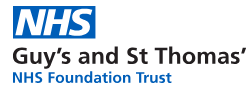 NHS
Guy's and St Thomas'
NHS Foundation Trust